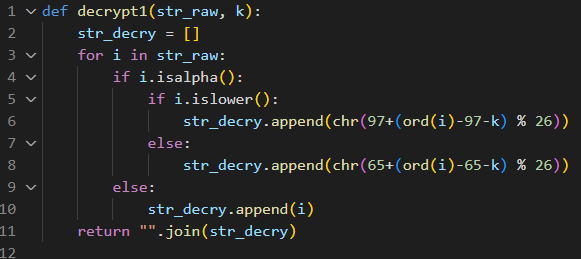 1 def decrypt1(str_raw, k):
2     str_decry = []
3     for i in str_raw:
4         if i.isalpha():
5             if i.islower():
6                 str_decry.append(chr(97+(ord(i)-97-k) % 26))
7             else:
8                 str_decry.append(chr(65+(ord(i)-65-k) % 26))
9         else:
10             str_decry.append(i)
11     return "".join(str_decry)
12